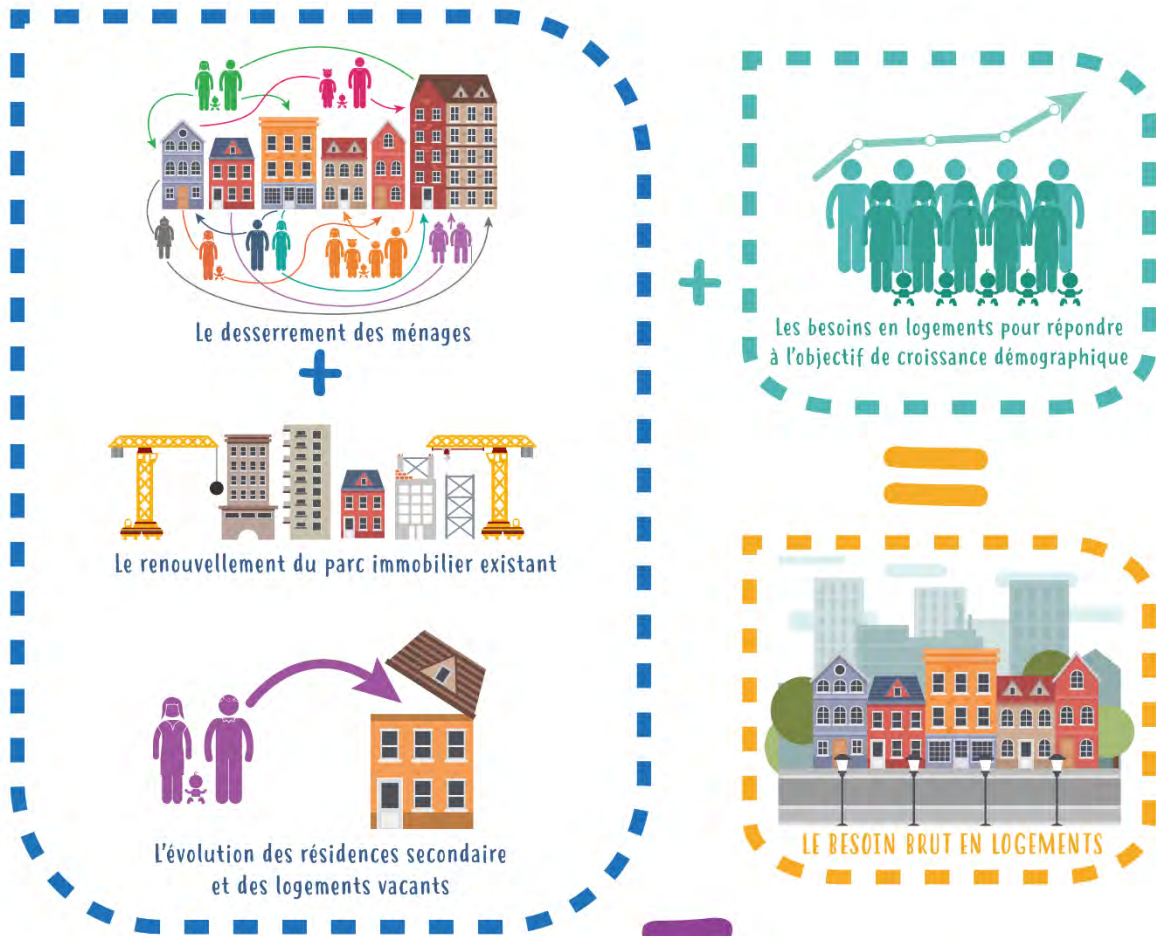 Le desserrement des ménages
+
Le renouvellement du parc immobilier existant
L'évolution des résidences secondaire
et des logements vacants
+
Les besoins en logements pour répondre
à l'objectif de croissance démographique
=
LE BESOIN BRUT EN LOGEMENTS